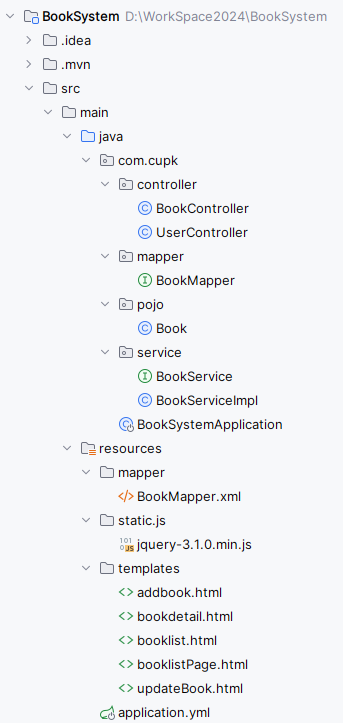 BookSystem D:\WorkSpace2024\BookSystem
.idea
.mvn
src
main
java
com.cupk
controller
BookController
UserController
mapper
BookMapper
pojo
Book
service
BookService
BookServiceImpl
BookSystemApplication
resources
mapper
BookMapper.xml
static.js
jquery-3.1.0.min.js
templates
addbook.html
bookdetail.html
booklist.html
booklistPage.html
updateBook.html
application.yml